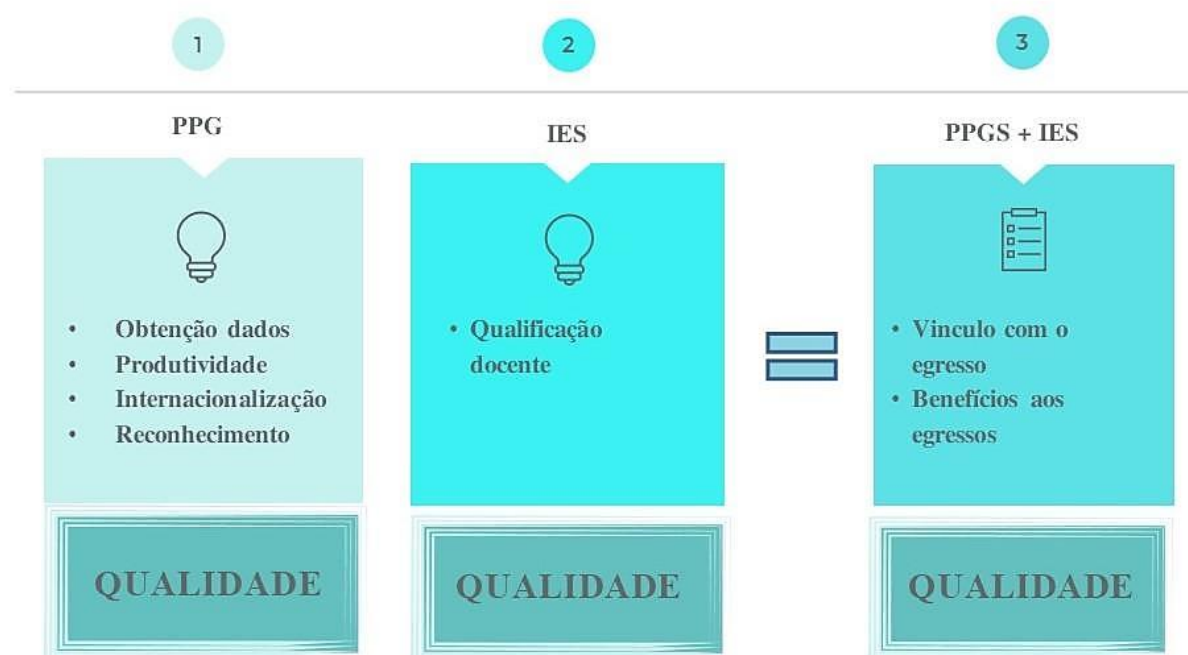 1
2
3
PPG
IES
PPGS + IES
• Obtenção dados
• Produtividade
• Internacionalização
• Reconhecimento
• Qualificação
docente
• Vinculo com o
egresso
• Benefícios aos
egressos
QUALIDADE
QUALIDADE
QUALIDADE